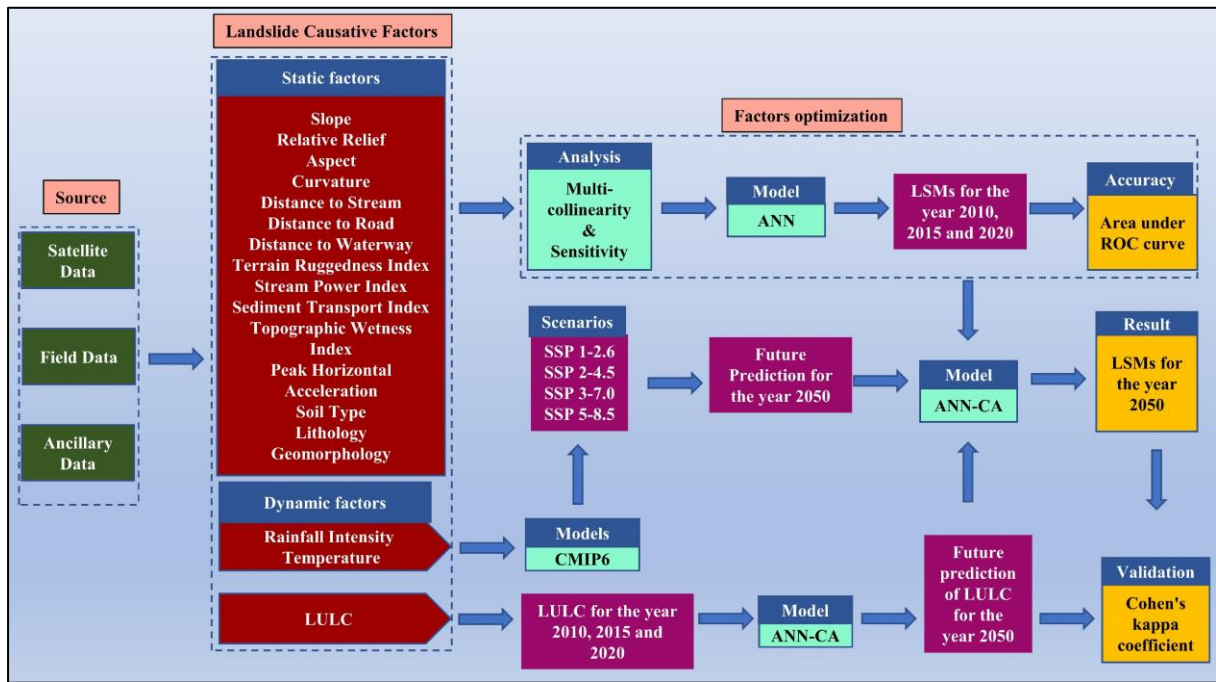 Landslide Causative Factors
Static factors
Slope
Relative Relief
Aspect
Curvature
Distance to Stream
Distance to Road
Distance to Waterway
Terrain Ruggedness Index
Stream Power Index
Sediment Transport Index
Topographic Wetness
Index
Peak Horizontal
Acceleration
Soil Type
Lithology
Geomorphology
Dynamic factors
Rainfall Intensity
Temperature
LULC
Source
Satellite
Data
Field Data
Ancillary
Data
Factors optimization
Analysis
Multi-
collinearity
&
Sensitivity
Model
ANN
LSMs for the
year 2010,
2015 and 2020
Accuracy
Area under
ROC curve
Scenarios
SSP 1-2.6
SSP 2-4.5
SSP 3-7.0
SSP 5-8.5
Future
Prediction for
the year 2050
Model
ANN-CA
Result
LSMs for
the year
2050
Models
CMIP6
LULC for the year
2010, 2015 and
2020
Model
ANN-CA
Future
prediction
of LULC
for the
year 2050
Validation
Cohen's
kappa
coefficient